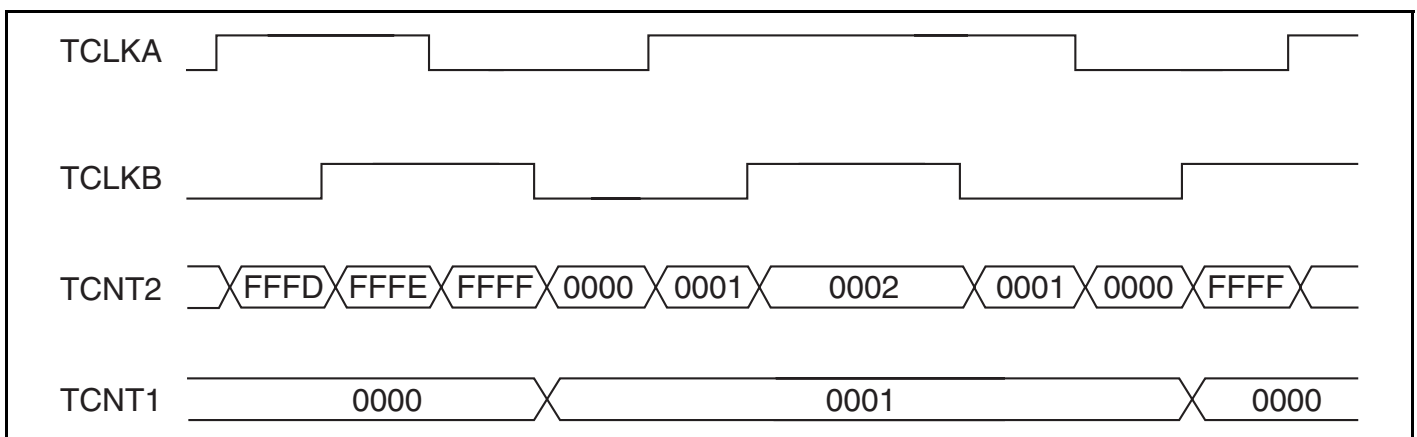 TCLKA
TCLKB
TCNT2 FFFD FFFE FFFF 0000 0001 0002 0001 0000 FFFF
TCNT1 0000 0001 0000